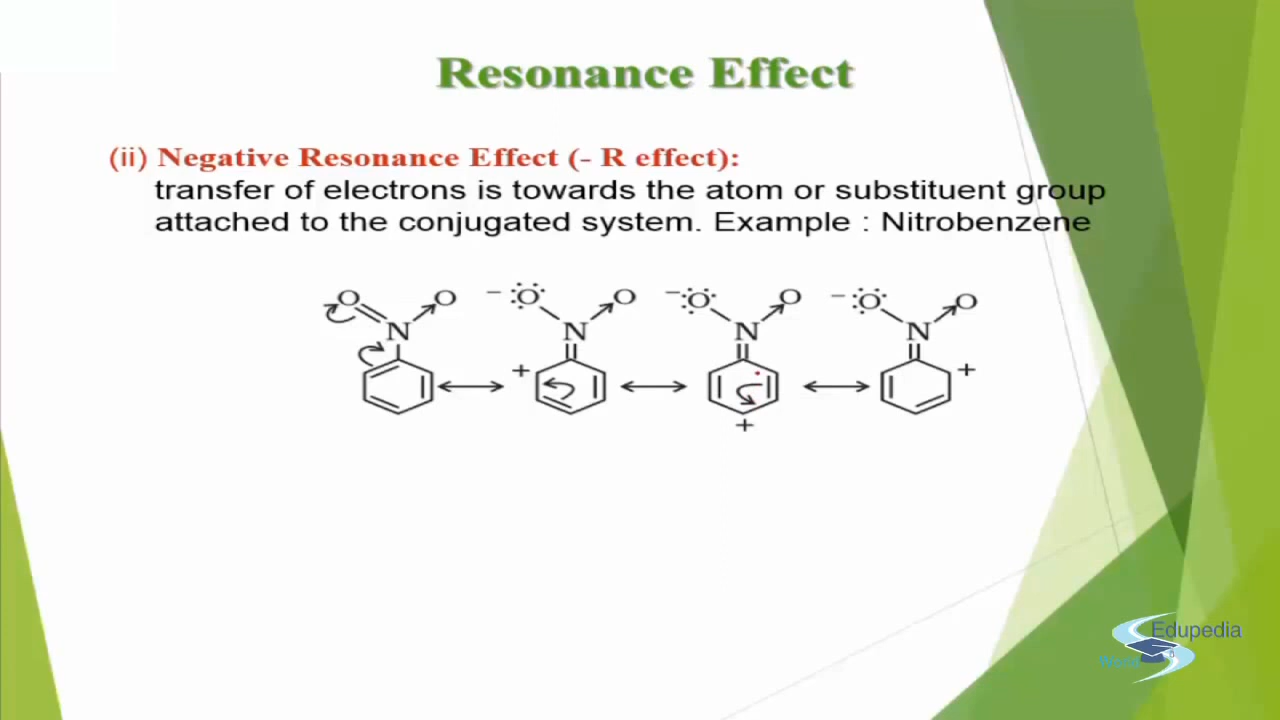 Resonance Effect
(ii) Negative Resonance Effect (- R effect):
transfer of electrons is towards the atom or substituent group
attached to the conjugated system. Example : Nitrobenzene
O O − O O − O O − O O
N N N N
+ +
+
Edupedia
World